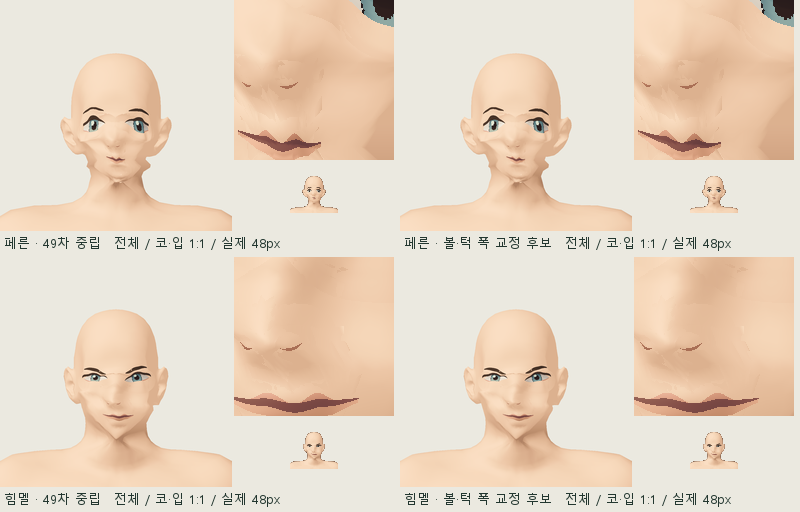 페른 · 49차 중립 전체 / 코·입 1:1 / 실제 48px
페른 · 볼·턱 폭 교정 후보 전체 / 코·입 1:1 / 실제 48px
힘멜 · 49차 중립 전체 / 코·입 1:1 / 실제 48px
힘멜 · 볼·턱 폭 교정 후보 전체 / 코·입 1:1 / 실제 48px